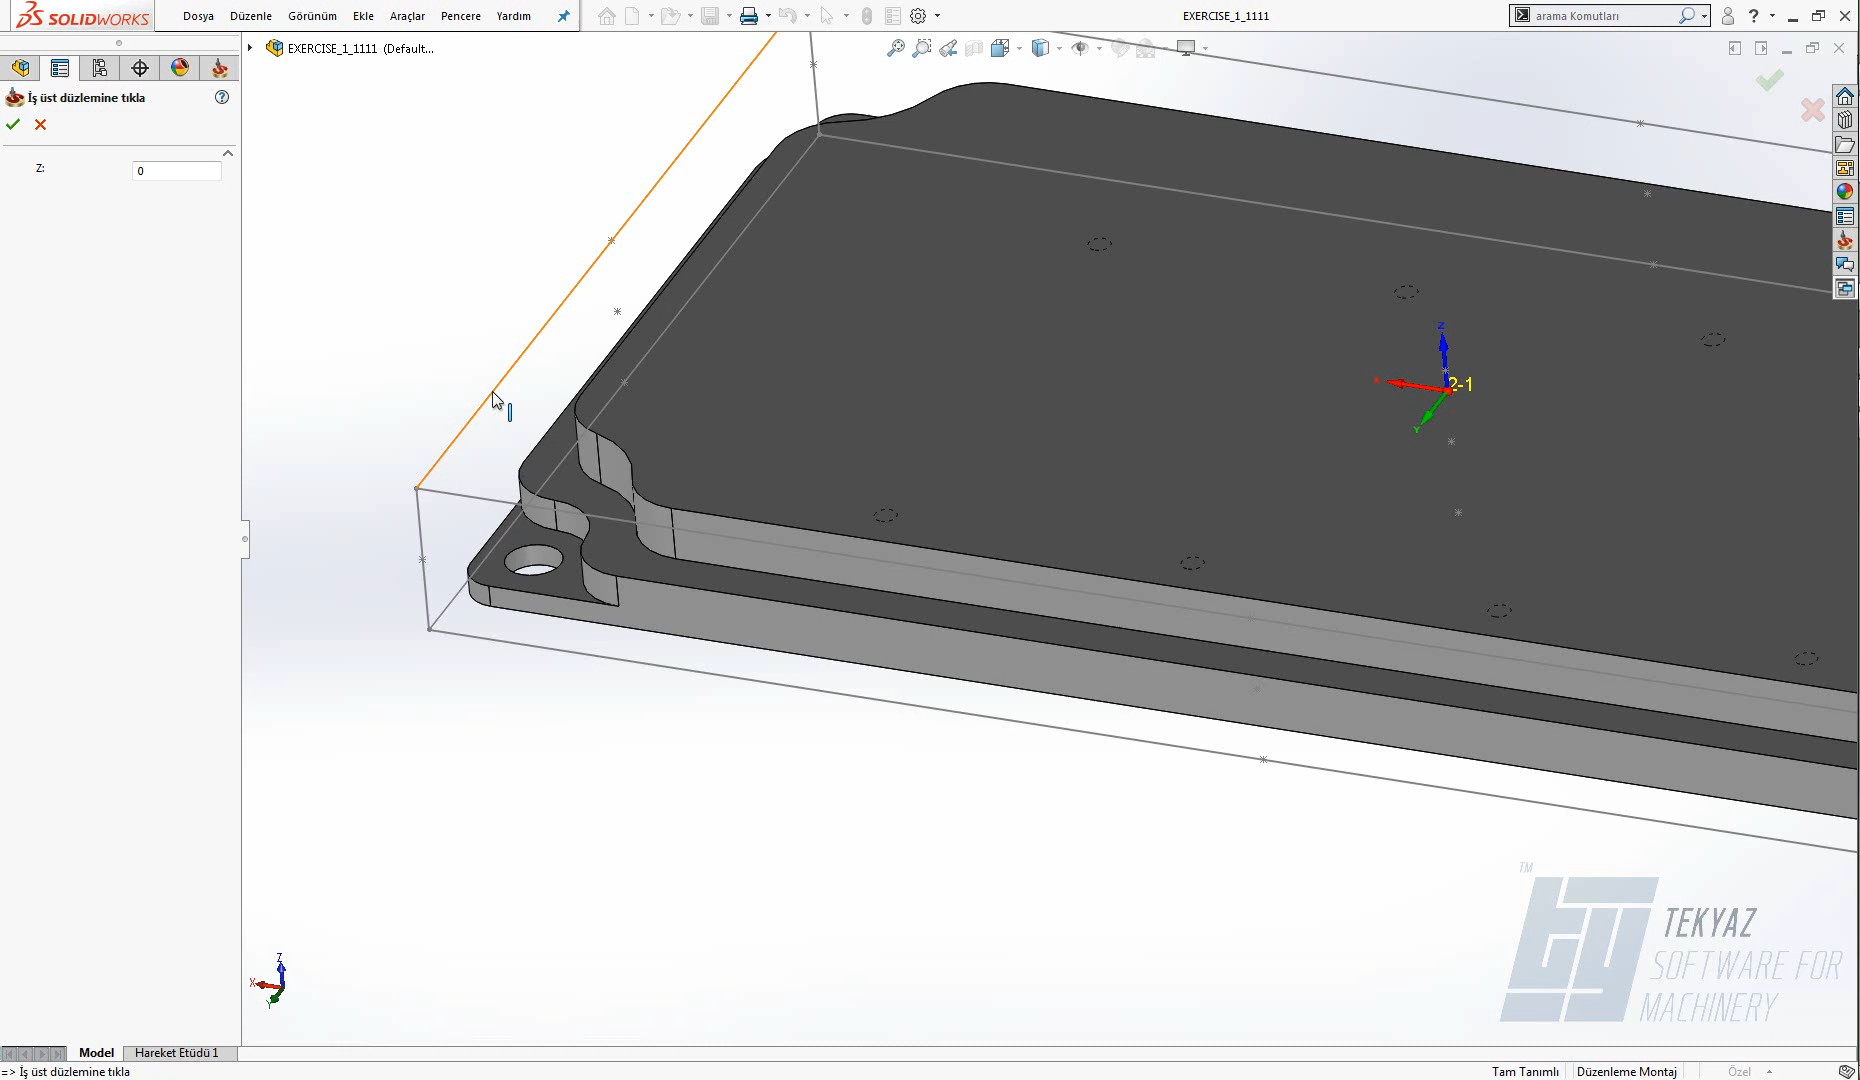 SOLIDWORKS
Dosya Düzenle Görünüm Ekle Araçlar Pencere Yardım
EXERCISE_1_1111
arama Komutları
?
EXERCISE_1_1111 (Default...
İş üst düzlemine tıkla
?
Z: 0
Z
X
2-1
Y
Z
X
Y
TM
TEKYAZ
SOFTWARE FOR
MACHINERY
Model Hareket Etüdü 1
=> İş üst düzlemine tıkla
Tam Tanımlı Düzenleme Montaj Özel